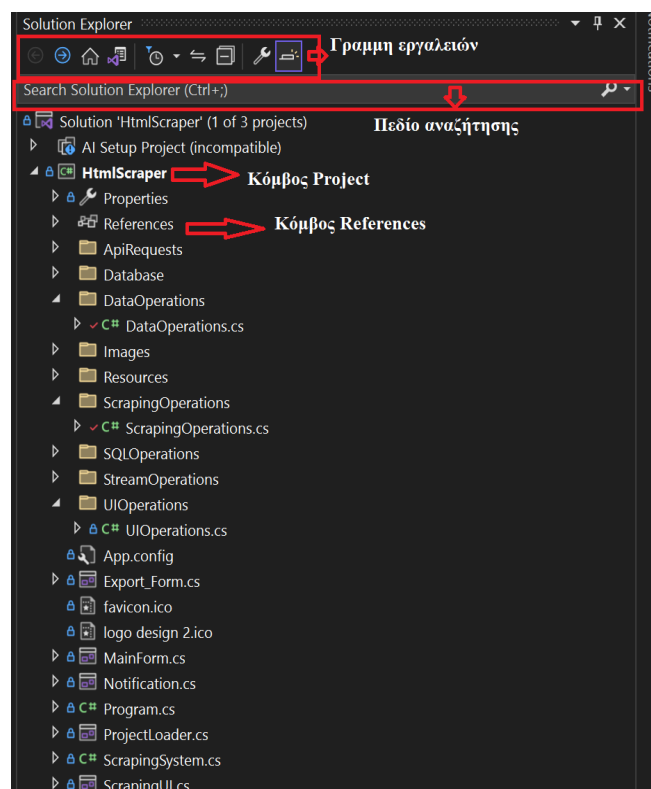 Solution Explorer
Γραμμη εργαλειών
Search Solution Explorer (Ctrl+;)
Πεδίο αναζήτησης
Solution 'HtmlScraper' (1 of 3 projects)
AI Setup Project (incompatible)
C# HtmlScraper
Κόμβος Project
Properties
References
Κόμβος References
ApiRequests
Database
DataOperations
C# DataOperations.cs
Images
Resources
ScrapingOperations
C# ScrapingOperations.cs
SQLOperations
StreamOperations
UIOperations
C# UIOperations.cs
App.config
Export_Form.cs
favicon.ico
logo design 2.ico
MainForm.cs
Notification.cs
C# Program.cs
ProjectLoader.cs
C# ScrapingSystem.cs
ScrapingUI.cs
Notifications